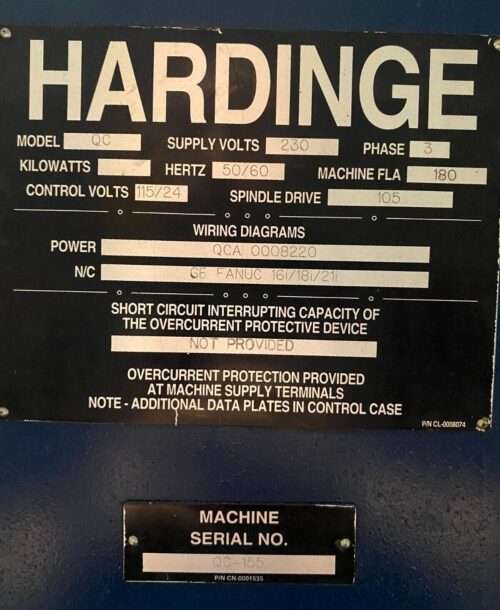 HARDINGE
MODEL QC SUPPLY VOLTS 230 PHASE 3
KILOWATTS HERTZ 50/60 MACHINE FLA 180
CONTROL VOLTS 115/24 SPINDLE DRIVE 105
WIRING DIAGRAMS
POWER QCA 0008220
N/C GE FANUC 16i/18i/21i
SHORT CIRCUIT INTERRUPTING CAPACITY OF
THE OVERCURRENT PROTECTIVE DEVICE
NOT PROVIDED
OVERCURRENT PROTECTION PROVIDED
AT MACHINE SUPPLY TERMINALS
NOTE - ADDITIONAL DATA PLATES IN CONTROL CASE
P/N CL-0008074
MACHINE
SERIAL NO.
QC-155
P/N CN-0001535